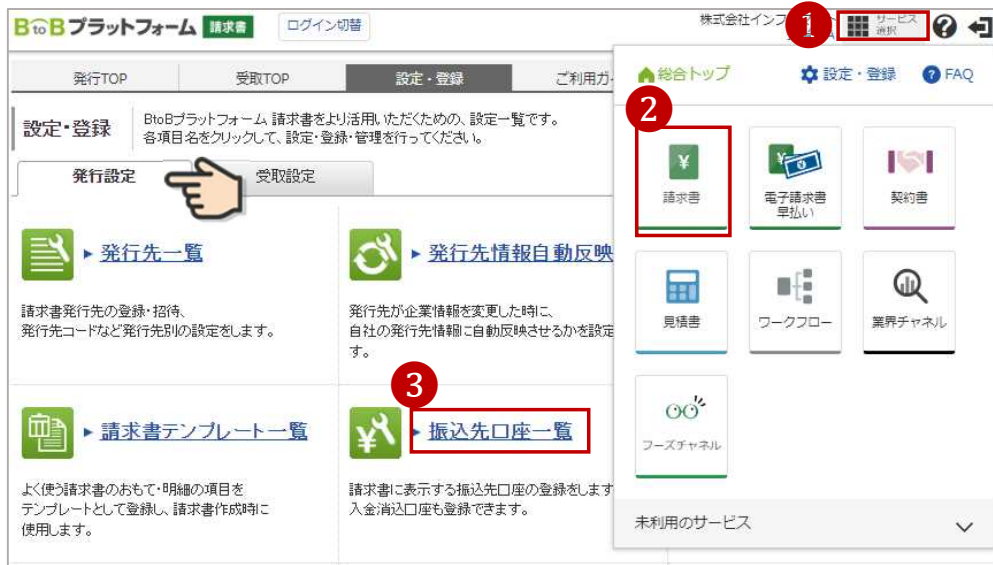 BtoBプラットフォーム 請求書
ログイン切替
株式会社インフ
1
サービス
選択
?
発行TOP
受取TOP
設定・登録
ご利用ガ
設定・登録
BtoBプラットフォーム 請求書をより活用いただくための、設定一覧です。
各項目名をクリックして、設定・登録・管理を行ってください。
発行設定
受取設定
発行先一覧
請求書発行先の登録・招待、
発行先コードなど発行先別の設定をします。
発行先情報自動反映
発行先が企業情報を変更した時に、
自社の発行先情報に自動反映させるかを設定
す。
請求書テンプレート一覧
よく使う請求書のおもて・明細の項目を
テンプレートとして登録し、請求書作成時に
使用します。
3
¥
振込先口座一覧
請求書に表示する振込先口座の登録をします
入金消込口座も登録できます。
総合トップ
設定・登録
? FAQ
2
¥
請求書
¥
電子請求書
早払い
契約書
見積書
ワークフロー
業界チャネル
フーズチャネル
未利用のサービス